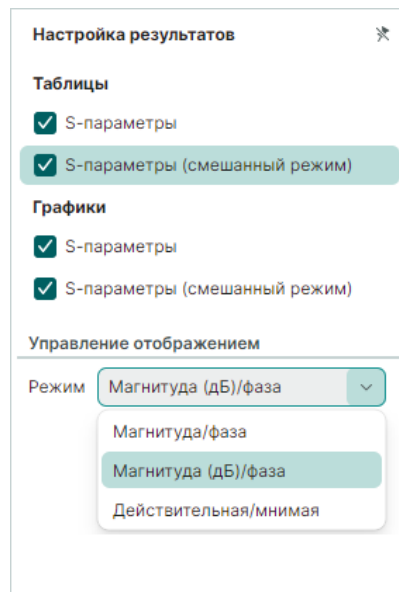 Настройка результатов
Таблицы
S-параметры
S-параметры (смешанный режим)
Графики
S-параметры
S-параметры (смешанный режим)
Управление отображением
Режим Магнитуда (дБ)/фаза
Магнитуда/фаза
Магнитуда (дБ)/фаза
Действительная/мнимая